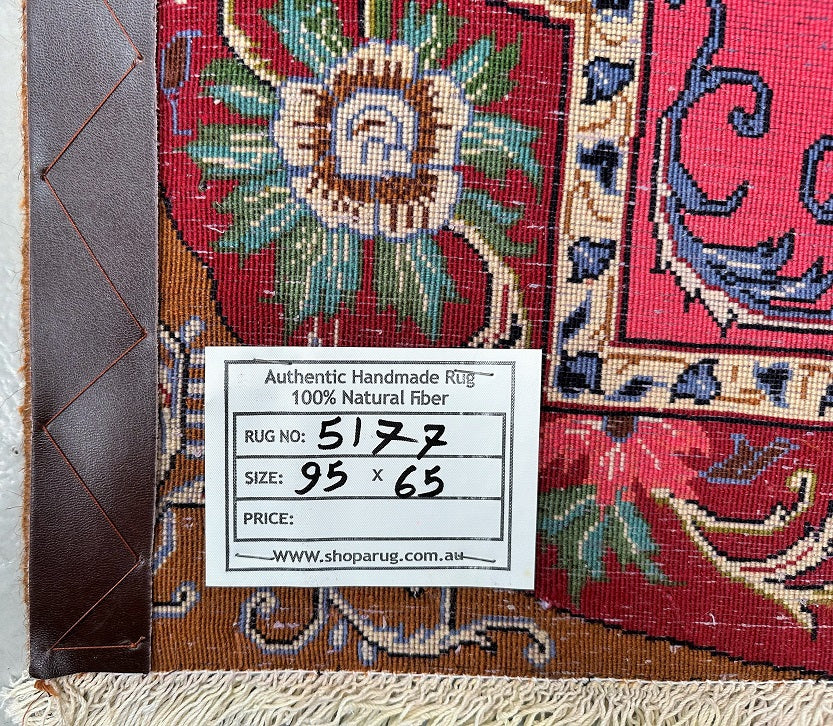 Authentic Handmade Rug
100% Natural Fiber
RUG NO: 5177
SIZE: 95 x 65
PRICE:
www.shoparug.com.au